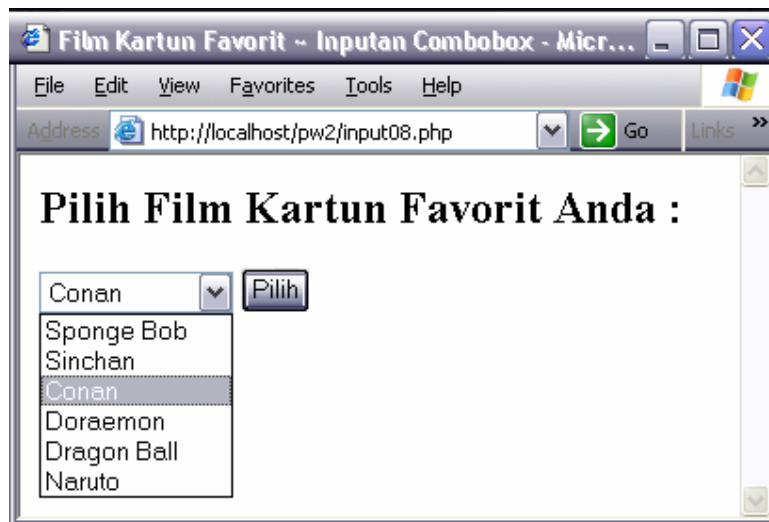 Film Kartun Favorit ~ Inputan Combobox - Micr...
File Edit View Favorites Tools Help
Address http://localhost/pw2/input08.php Go Links »
Pilih Film Kartun Favorit Anda :
Conan Pilih
Sponge Bob
Sinchan
Conan
Doraemon
Dragon Ball
Naruto